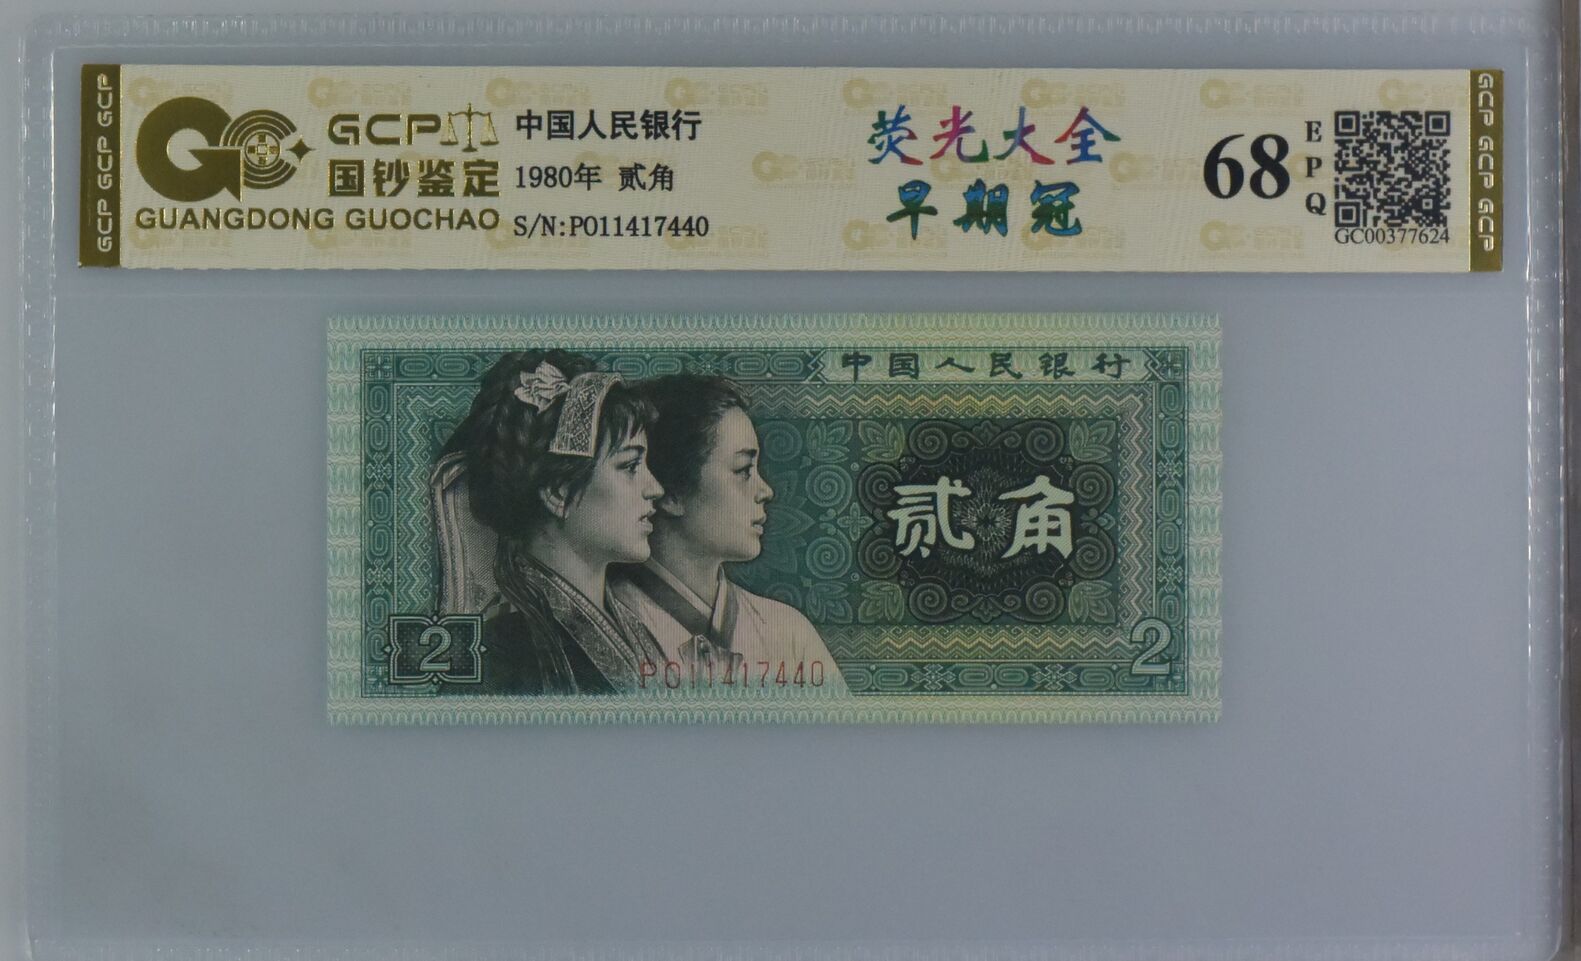 GCP GCP GCP
GCP
国钞鉴定
GUANGDONG GUOCHAO
中国人民银行
1980年 贰角
S/N:PO11417440
荧光大全
早期冠
68
EPQ
GC00377624
GCP GCP GCP
中国人民银行
贰角
2
2
PO11417440